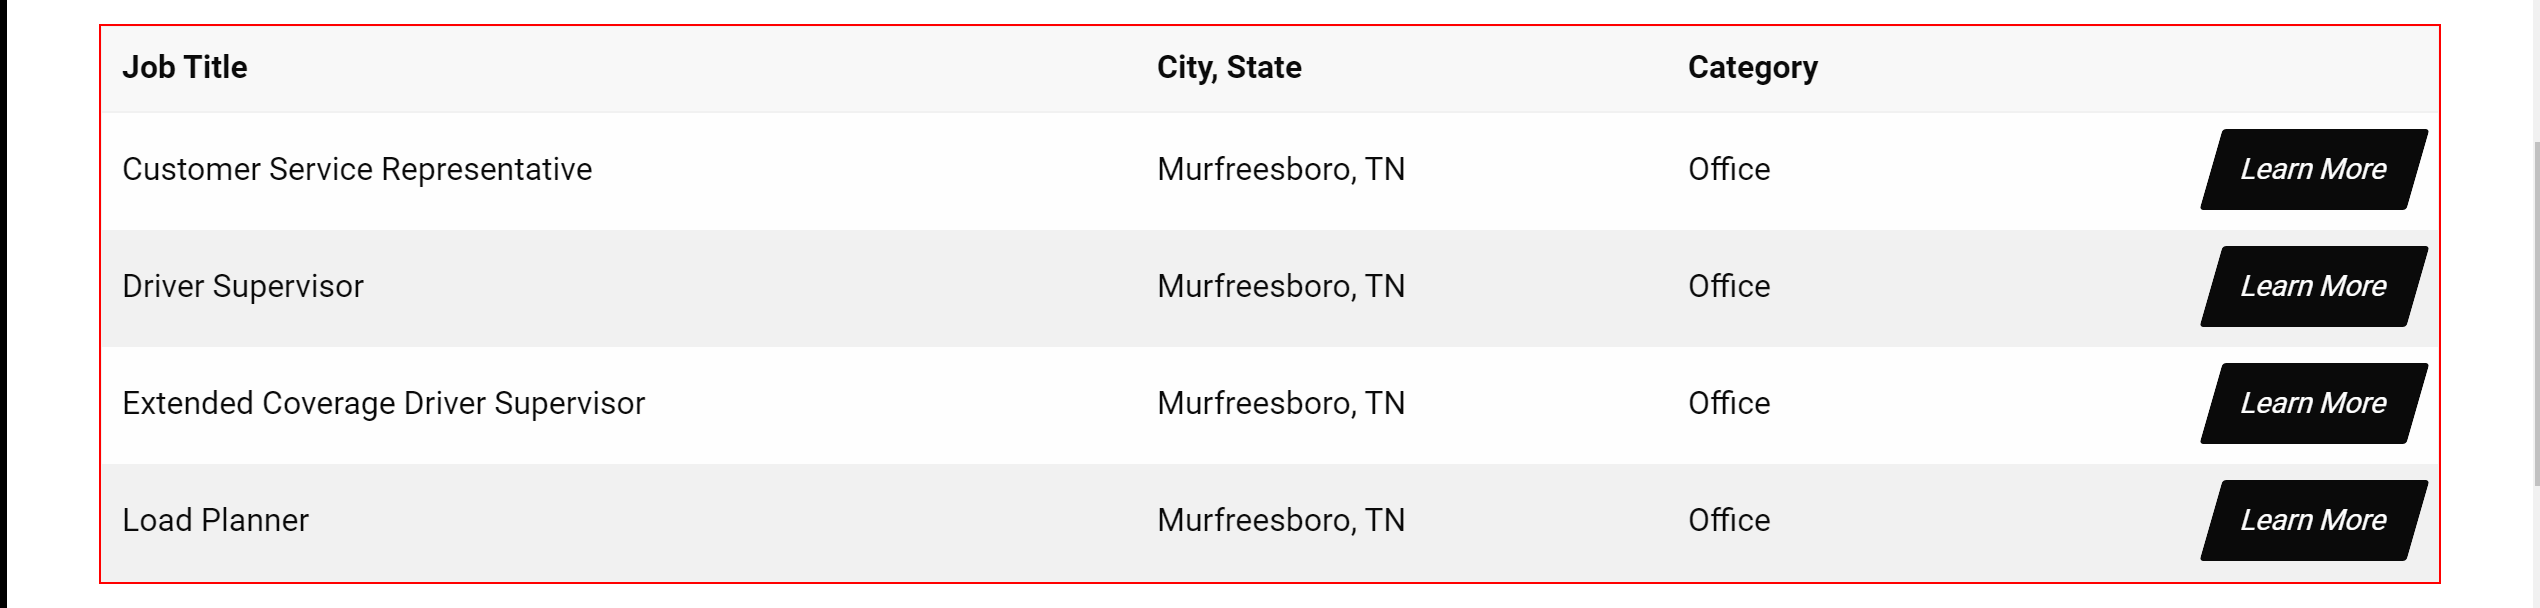 Job Title City, State Category
Customer Service Representative Murfreesboro, TN Office Learn More
Driver Supervisor Murfreesboro, TN Office Learn More
Extended Coverage Driver Supervisor Murfreesboro, TN Office Learn More
Load Planner Murfreesboro, TN Office Learn More